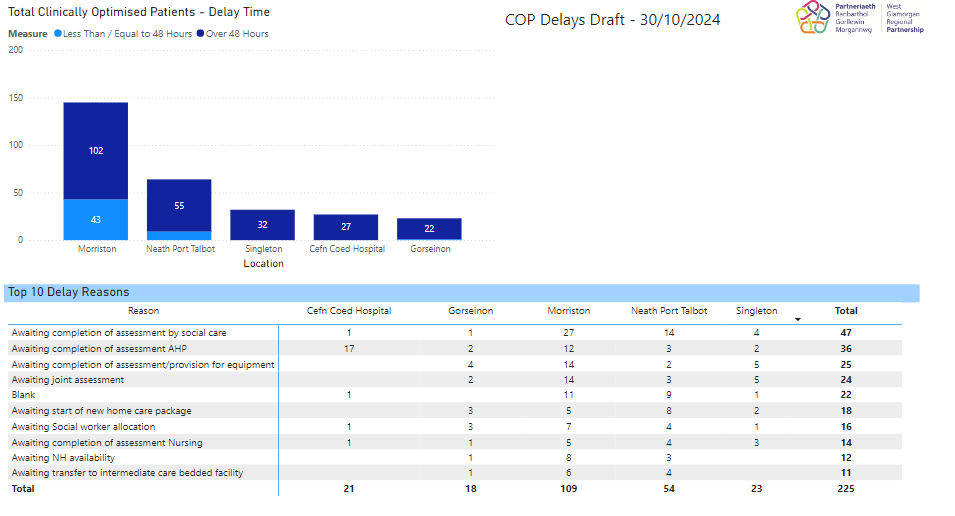 Total Clinically Optimised Patients - Delay Time
COP Delays Draft - 30/10/2024
Partneriaeth
Ranbarthol
Gorllewin
Morgannwg
West
Glamorgan
Regional
Partnership
Measure Less Than / Equal to 48 Hours Over 48 Hours
200
150
100
50
0
102
43
55
32
27
22
Morriston Neath Port Talbot Singleton Cefn Coed Hospital Gorseinon
Location
Top 10 Delay Reasons
Reason Cefn Coed Hospital Gorseinon Morriston Neath Port Talbot Singleton Total
Awaiting completion of assessment by social care 1 1 27 14 4 47
Awaiting completion of assessment AHP 17 2 12 3 2 36
Awaiting completion of assessment/provision for equipment 4 14 2 5 25
Awaiting joint assessment 2 14 3 5 24
Blank 1 11 9 1 22
Awaiting start of new home care package 3 5 8 2 18
Awaiting Social worker allocation 1 3 7 4 1 16
Awaiting completion of assessment Nursing 1 1 5 4 3 14
Awaiting NH availability 1 8 3 12
Awaiting transfer to intermediate care bedded facility 1 6 4 11
Total 21 18 109 54 23 225